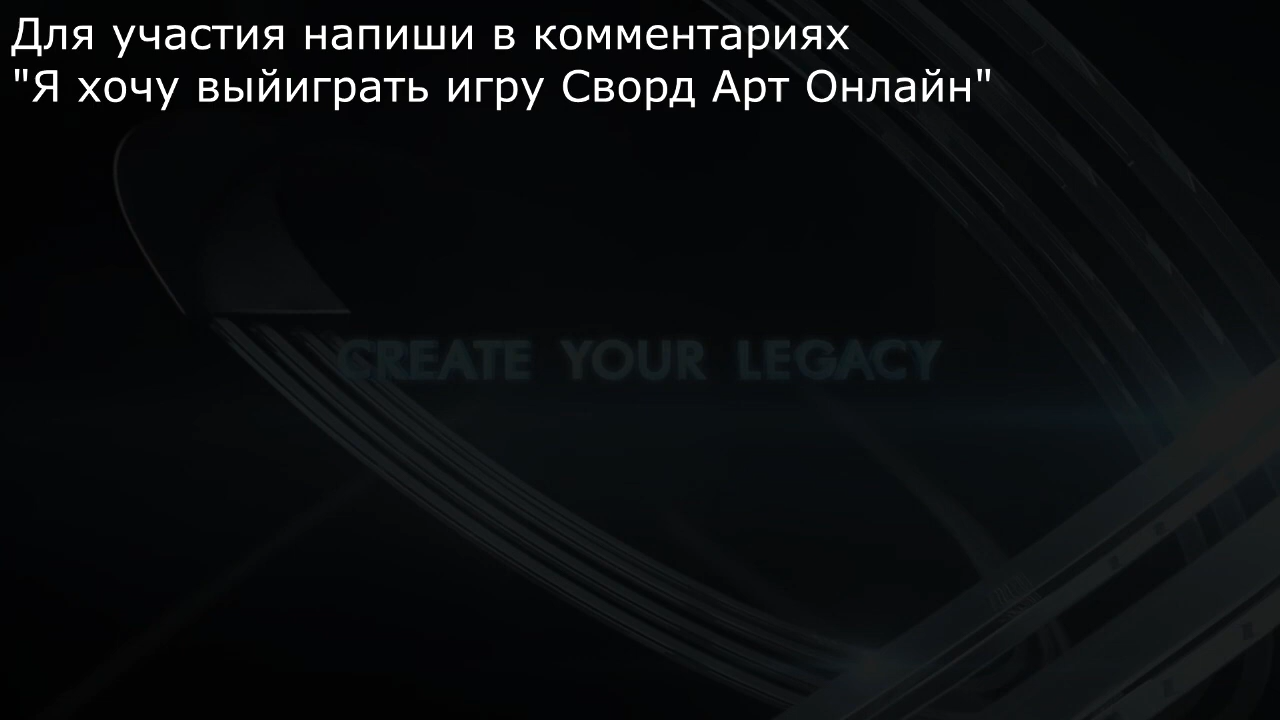 Для участия напиши в комментариях
"Я хочу выйиграть игру Сворд Арт Онлайн"
CREATE YOUR LEGACY